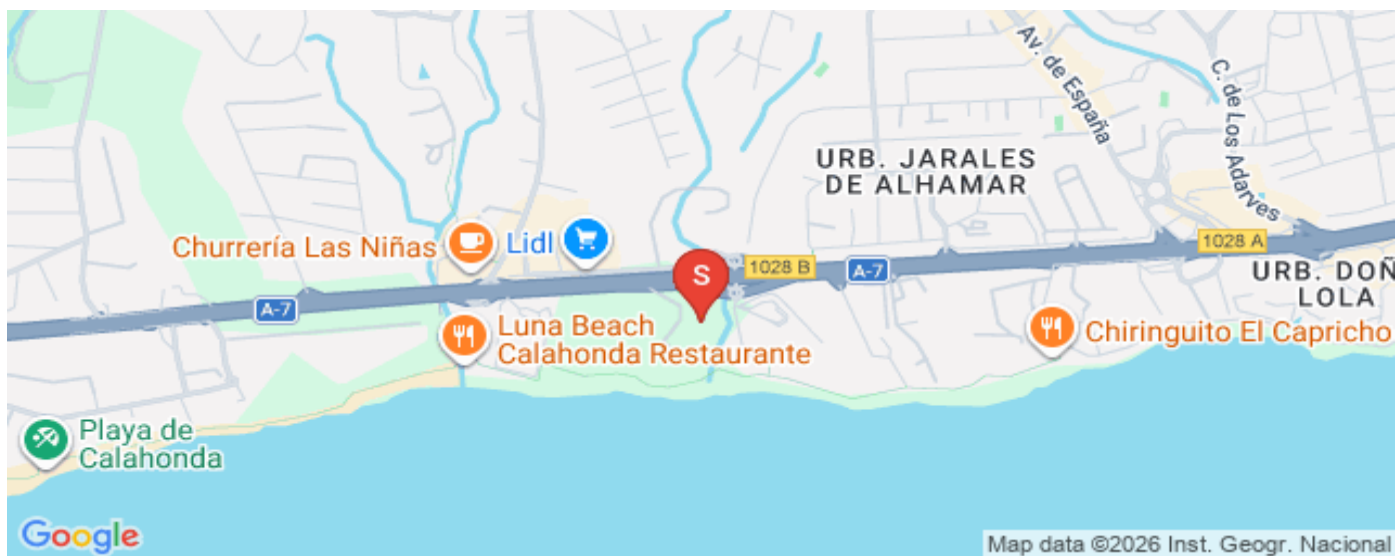 Av. de España
C. de Los Adarves
URB. JARALES
DE ALHAMAR
Churrería Las Niñas
Lidl
1028 A
S
1028 B
A-7
URB. DOÑ
LOLA
A-7
Luna Beach
Calahonda Restaurante
Chiringuito El Capricho
Playa de
Calahonda
Google
Map data ©2026 Inst. Geogr. Nacional